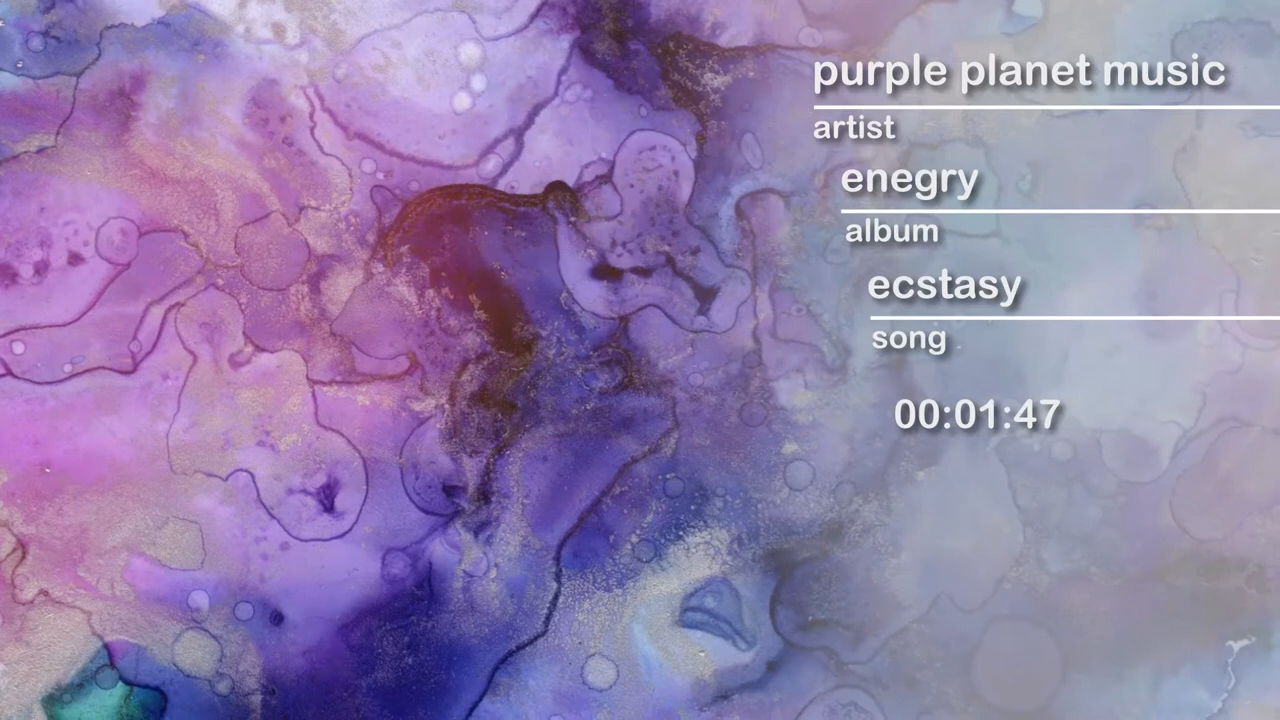 purple planet music
artist
enegry
album
ecstasy
song
00:01:47